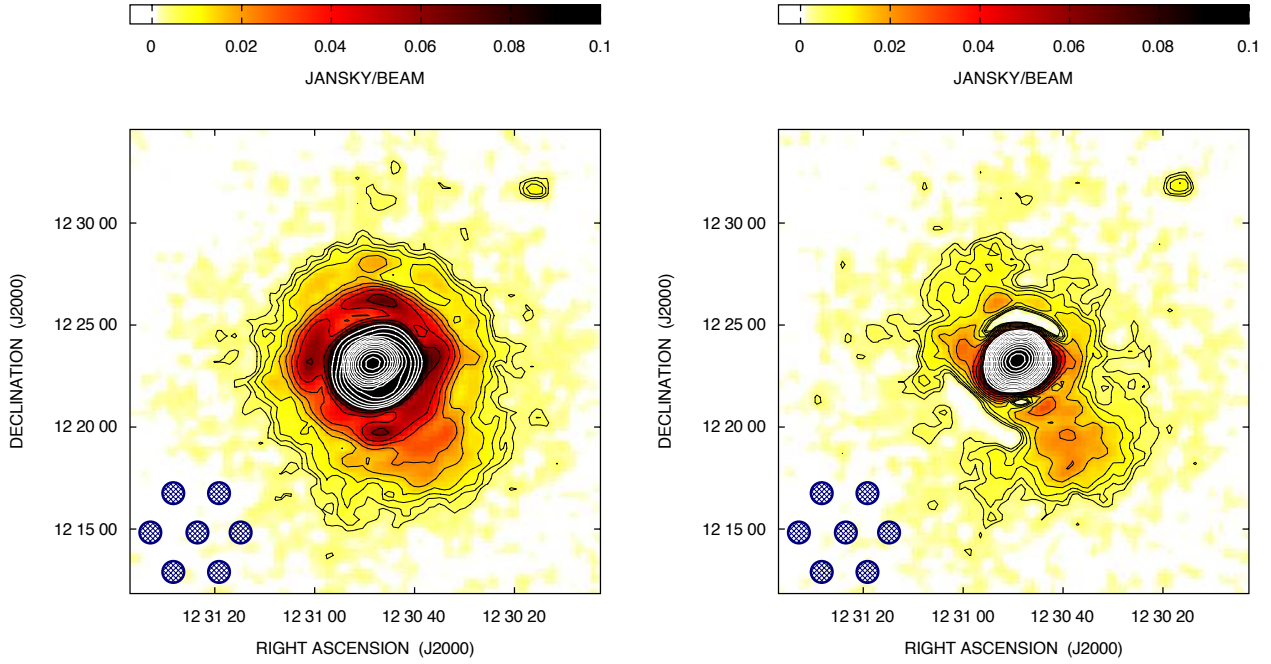 0 0.02 0.04 0.06 0.08 0.1
JANSKY/BEAM
DECLINATION (J2000)
12 30 00
12 25 00
12 20 00
12 15 00
12 31 20 12 31 00 12 30 40 12 30 20
RIGHT ASCENSION (J2000)
0 0.02 0.04 0.06 0.08 0.1
JANSKY/BEAM
DECLINATION (J2000)
12 30 00
12 25 00
12 20 00
12 15 00
12 31 20 12 31 00 12 30 40 12 30 20
RIGHT ASCENSION (J2000)